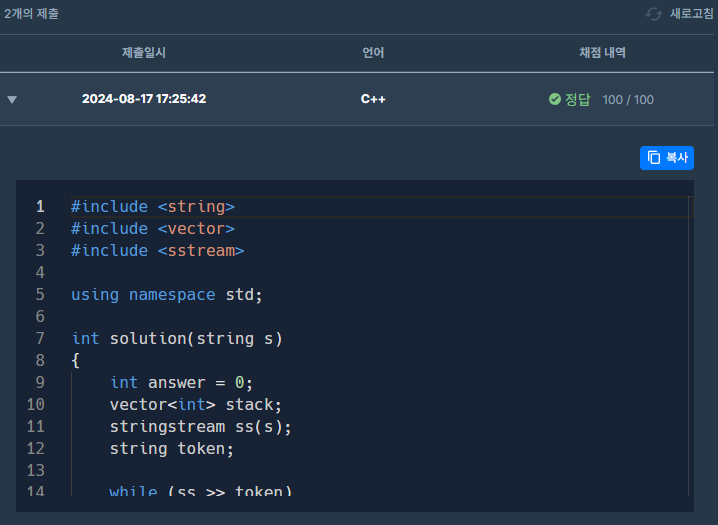 2개의 제출 새로고침
제출일시 언어 채점 내역
2024-08-17 17:25:42 C++ 정답 100 / 100
복사
1 #include <string>
2 #include <vector>
3 #include <sstream>
4
5 using namespace std;
6
7 int solution(string s)
8 {
9 int answer = 0;
10 vector<int> stack;
11 stringstream ss(s);
12 string token;
13
14 while (ss >> token)